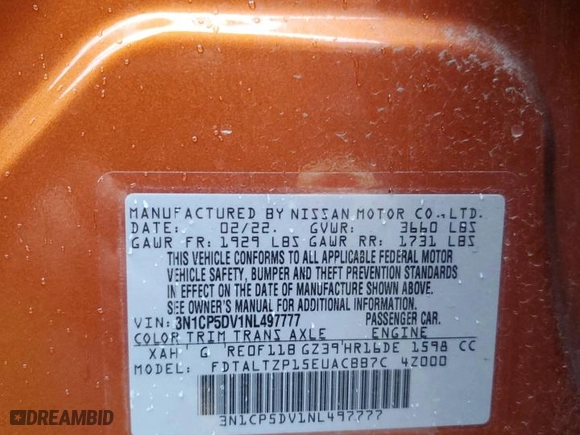 MANUFACTURED BY NISSAN MOTOR CO.,LTD.
DATE: 02/22. GVWR: 3660 LBS
GAWR FR: 1929 LBS GAWR RR: 1731 LBS
THIS VEHICLE CONFORMS TO ALL APPLICABLE FEDERAL MOTOR
VEHICLE SAFETY, BUMPER AND THEFT PREVENTION STANDARDS
IN EFFECT ON THE DATE OF MANUFACTURE SHOWN ABOVE.
SEE OWNER'S MANUAL FOR ADDITIONAL INFORMATION.
VIN: 3N1CP5DV1NL497777 PASSENGER CAR.
COLOR TRIM TRANS AXLE ENGINE
XAH G RE0F11B GZ39 HR16DE 1598 CC
MODEL: FDTALTZP15EUAC887C 4Z000
3N1CP5DV1NL497777
DREAMBID.COM